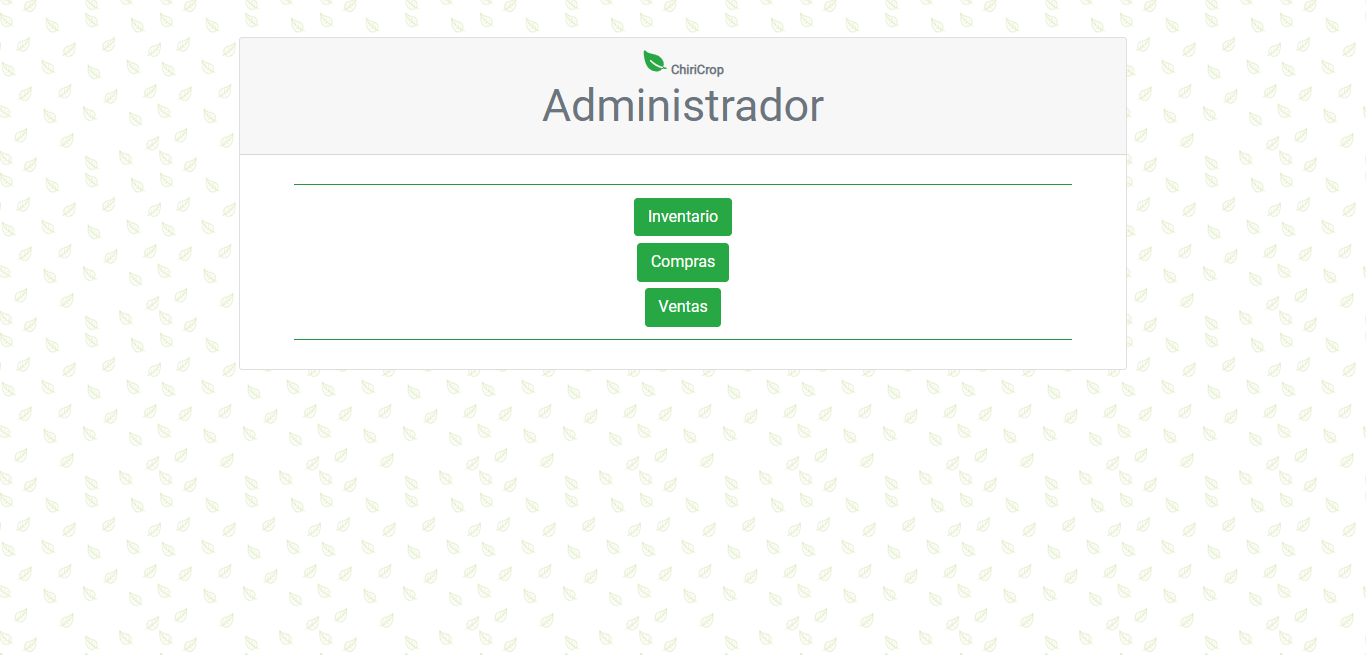 ChiriCrop
Administrador
Inventario
Compras
Ventas